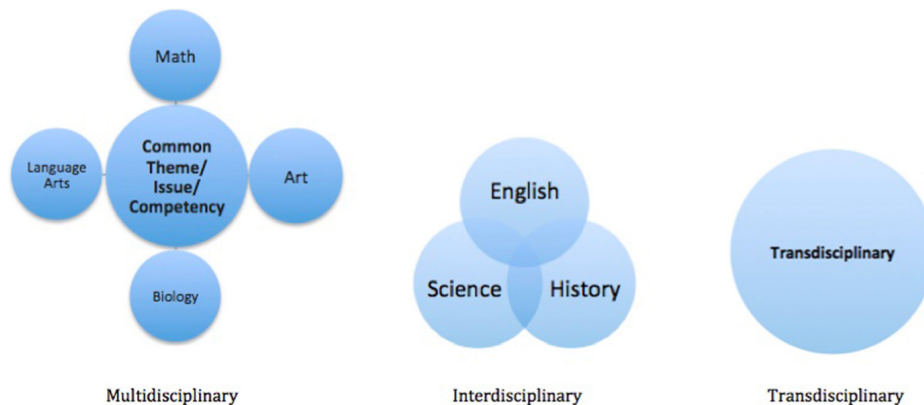 Math
Language
Arts
Common
Theme/
Issue/
Competency
Art
Biology
Multidisciplinary
English
Science
History
Interdisciplinary
Transdisciplinary
Transdisciplinary